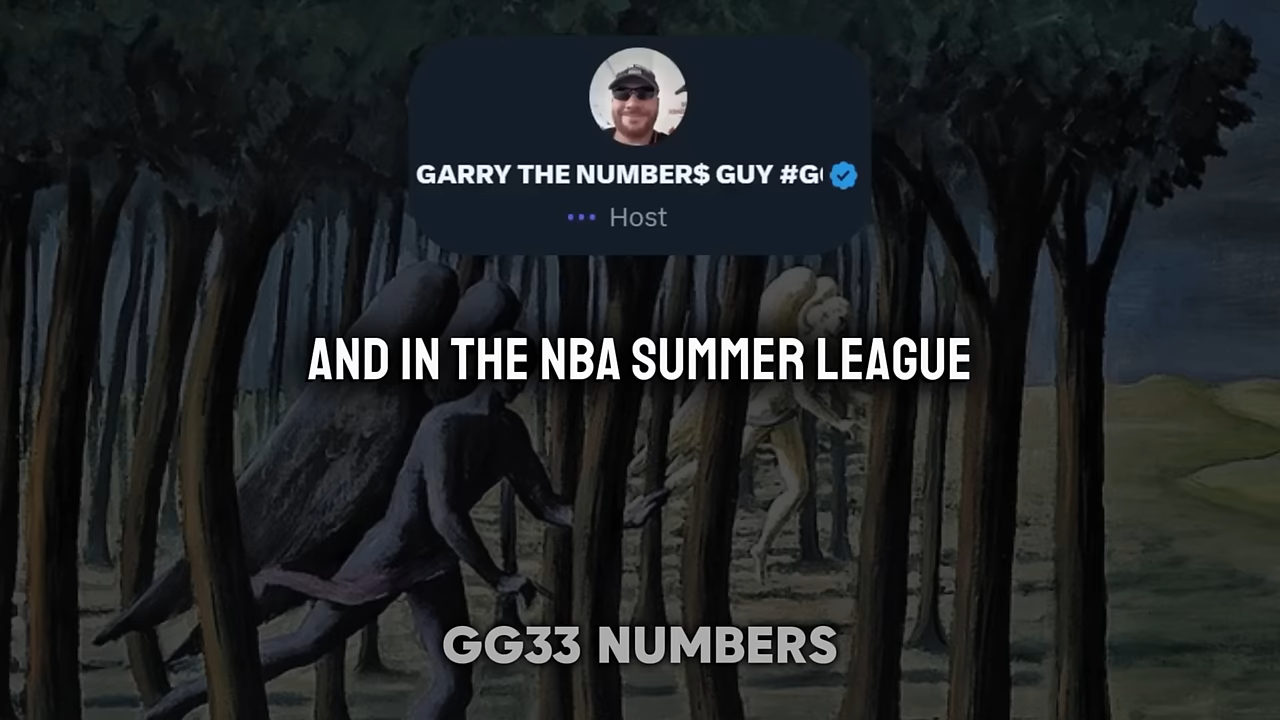 GARRY THE NUMBER$ GUY #G
Host
AND IN THE NBA SUMMER LEAGUE
GG33 NUMBERS